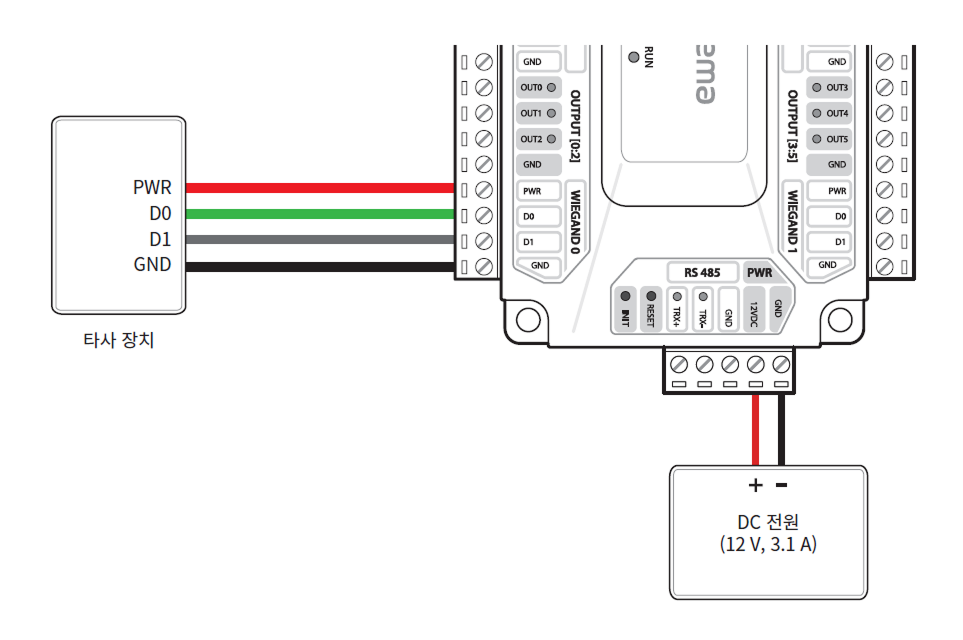 RUN
GND
OUT0
OUT1
OUT2
GND
OUTPUT [0:2]
PWR
D0
D1
GND
WIEGAND 0
GND
OUT3
OUT4
OUT5
GND
OUTPUT [3:5]
PWR
D0
D1
GND
WIEGAND 1
PWR
D0
D1
GND
타사 장치
RS 485
PWR
INIT
RESET
TRX+
TRX-
GND
12VDC
GND
+ -
DC 전원
(12 V, 3.1 A)